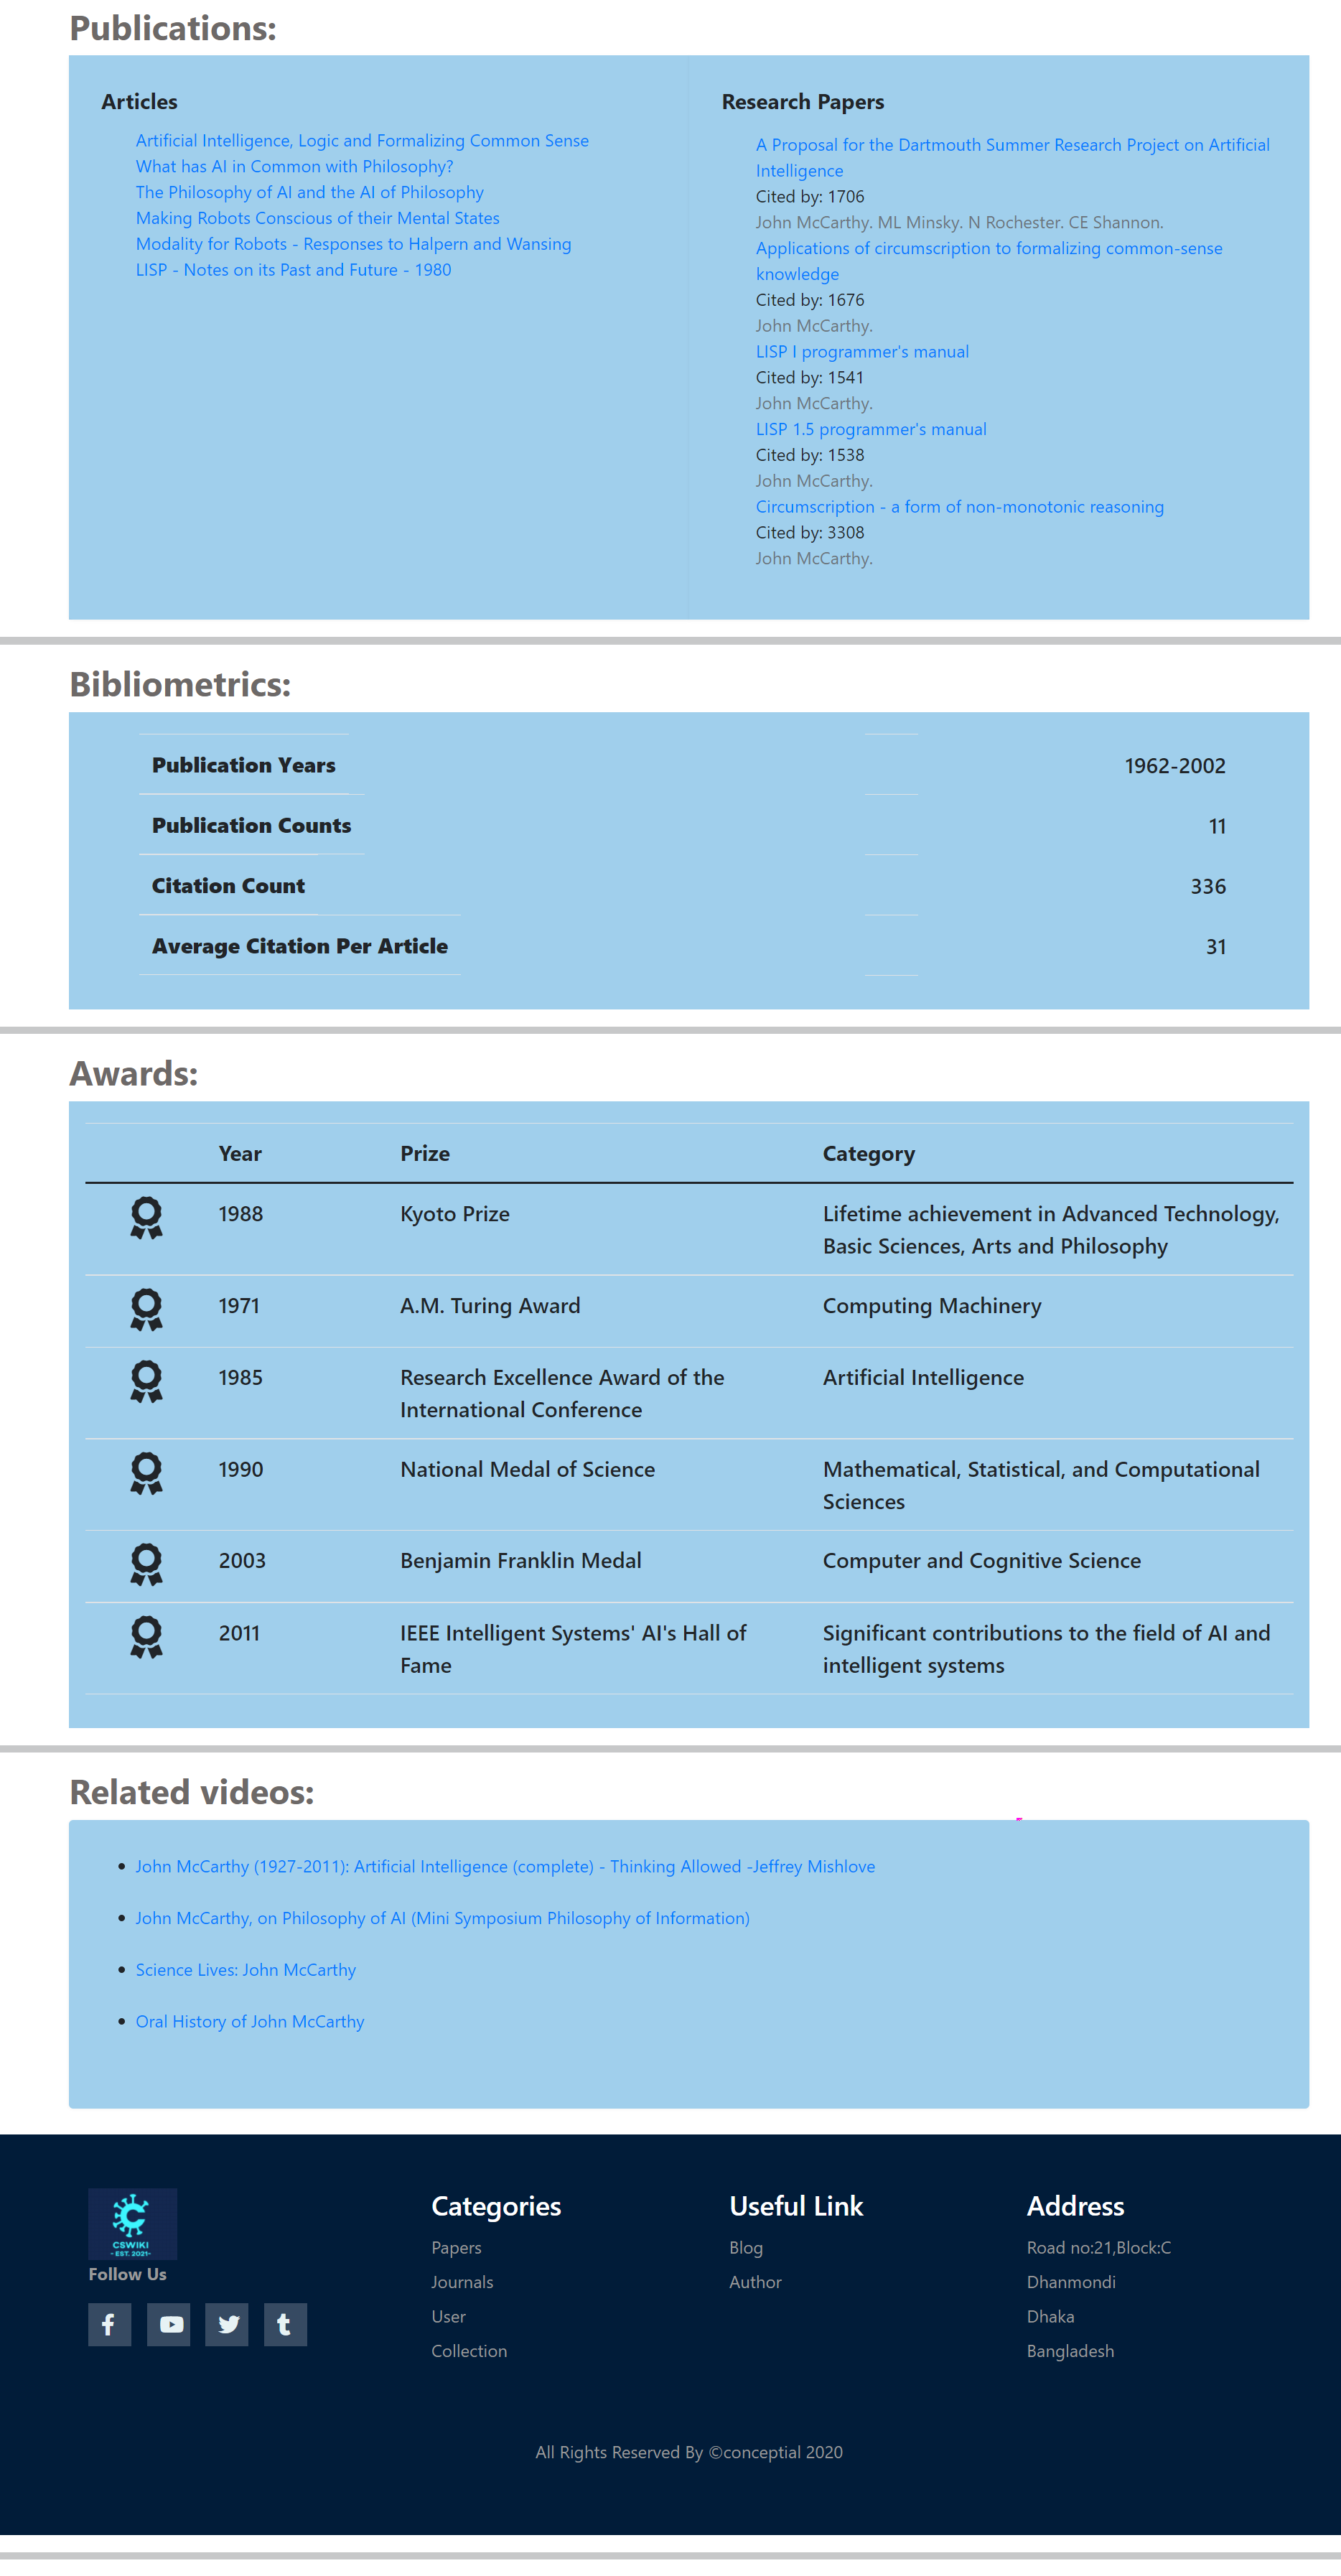 Publications:
Articles
Artificial Intelligence, Logic and Formalizing Common Sense
What has AI in Common with Philosophy?
The Philosophy of AI and the AI of Philosophy
Making Robots Conscious of their Mental States
Modality for Robots - Responses to Halpern and Wansing
LISP - Notes on its Past and Future - 1980
Research Papers
A Proposal for the Dartmouth Summer Research Project on Artificial
Intelligence
Cited by: 1706
John McCarthy. ML Minsky. N Rochester. CE Shannon.
Applications of circumscription to formalizing common-sense
knowledge
Cited by: 1676
John McCarthy.
LISP I programmer's manual
Cited by: 1541
John McCarthy.
LISP 1.5 programmer's manual
Cited by: 1538
John McCarthy.
Circumscription - a form of non-monotonic reasoning
Cited by: 3308
John McCarthy.
Bibliometrics:
Publication Years 1962-2002
Publication Counts 11
Citation Count 336
Average Citation Per Article 31
Awards:
Year Prize Category
1988 Kyoto Prize Lifetime achievement in Advanced Technology,
Basic Sciences, Arts and Philosophy
1971 A.M. Turing Award Computing Machinery
1985 Research Excellence Award of the Artificial Intelligence
International Conference
1990 National Medal of Science Mathematical, Statistical, and Computational
Sciences
2003 Benjamin Franklin Medal Computer and Cognitive Science
2011 IEEE Intelligent Systems' AI's Hall of Significant contributions to the field of AI and
Fame intelligent systems
Related videos:
John McCarthy (1927-2011): Artificial Intelligence (complete) - Thinking Allowed -Jeffrey Mishlove
John McCarthy, on Philosophy of AI (Mini Symposium Philosophy of Information)
Science Lives: John McCarthy
Oral History of John McCarthy
CSWIKI
- EST. 2021-
Follow Us
Categories
Papers
Journals
User
Collection
Useful Link
Blog
Author
Address
Road no:21,Block:C
Dhanmondi
Dhaka
Bangladesh
All Rights Reserved By ©conceptial 2020